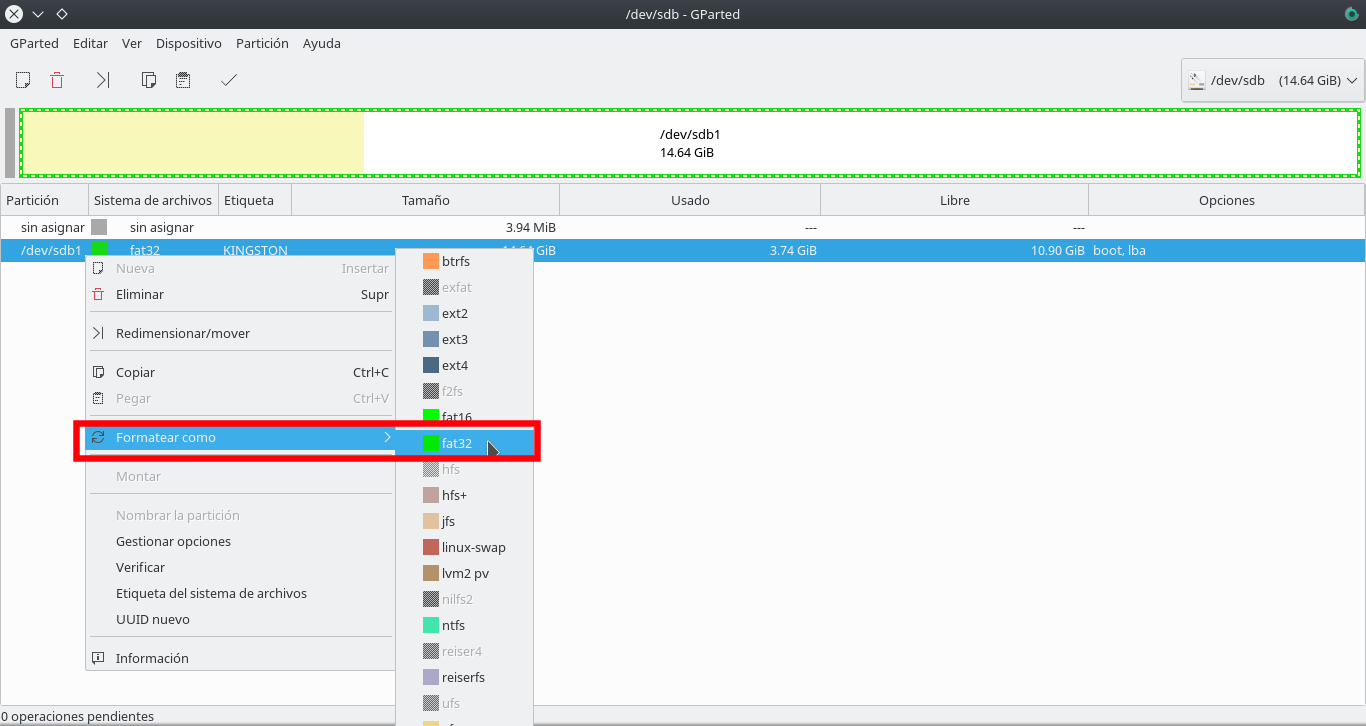 /dev/sdb - GParted
GParted Editar Ver Dispositivo Partición Ayuda
/dev/sdb (14.64 GiB)
/dev/sdb1
14.64 GiB
Partición Sistema de archivos Etiqueta Tamaño Usado Libre Opciones
sin asignar sin asignar 3.94 MiB --- ---
/dev/sdb1 fat32 KINGSTON 14.64 GiB 3.74 GiB 10.90 GiB boot, lba
Nueva Insertar
Eliminar Supr
Redimensionar/mover
Copiar Ctrl+C
Pegar Ctrl+V
Formatear como
Montar
Nombrar la partición
Gestionar opciones
Verificar
Etiqueta del sistema de archivos
UUID nuevo
Información
btrfs
exfat
ext2
ext3
ext4
f2fs
fat16
fat32
hfs
hfs+
jfs
linux-swap
lvm2 pv
nilfs2
ntfs
reiser4
reiserfs
ufs
0 operaciones pendientes